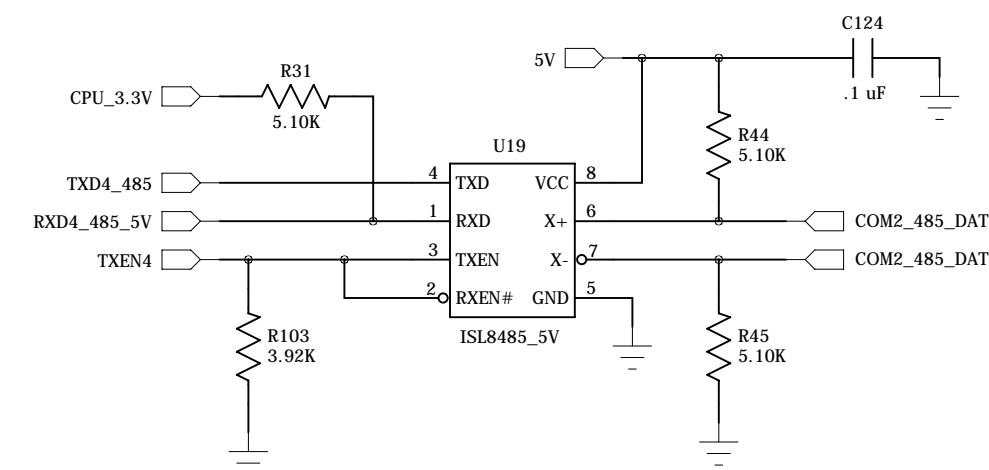 C124
5V
.1 uF
R31
CPU_3.3V
5.10K
R44
5.10K
U19
TXD4_485
4
TXD
VCC
8
RXD4_485_5V
1
RXD
X+
6
COM2_485_DAT
TXEN4
3
TXEN
X-
7
COM2_485_DAT
2
RXEN#
GND
5
ISL8485_5V
R103
3.92K
R45
5.10K